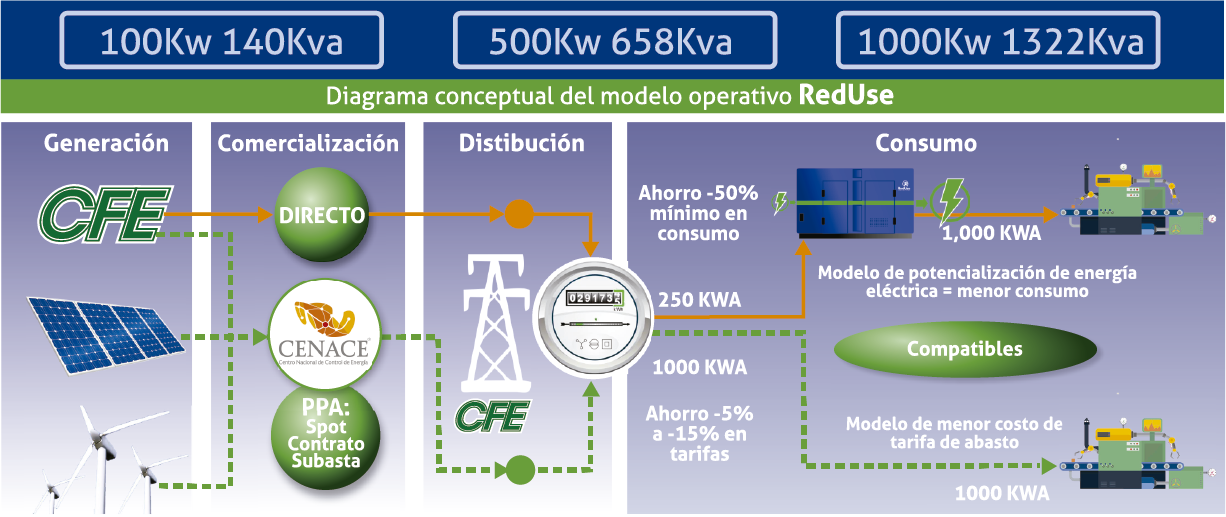 100Kw 140Kva
500Kw 658Kva
1000Kw 1322Kva
Diagrama conceptual del modelo operativo RedUse
Generación
Comercialización
Distibución
Consumo
CFE
DIRECTO
Ahorro -50%
mínimo en
consumo
1,000 KWA
Modelo de potencialización de energía
eléctrica = menor consumo
250 KWA
CENACE
Centro Nacional de Control de Energía
PPA:
Spot
Contrato
Subasta
CFE
1000 KWA
Ahorro -5%
a -15% en
tarifas
Compatibles
Modelo de menor costo de
tarifa de abasto
1000 KWA